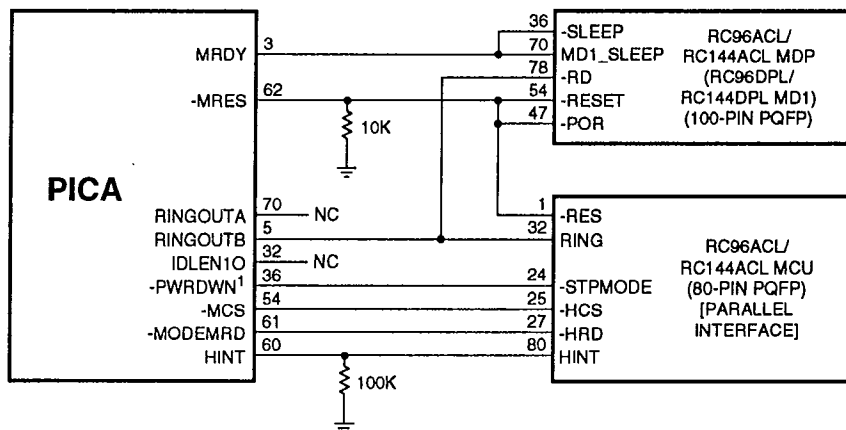 36
-SLEEP
MRDY
3
70
MD1_SLEEP
78
-RD
-MRES
62
54
-RESET
47
-POR
10K
RC96ACL/
RC144ACL MDP
(RC96DPL/
RC144DPL MD1)
(100-PIN PQFP)
PICA
RINGOUTA
70
NC
1
-RES
RINGOUTB
5
32
RING
IDLEN1O
32
NC
-PWRDWN1
36
24
-STPMODE
-MCS
54
25
-HCS
-MODEMRD
61
27
-HRD
HINT
60
80
HINT
100K
RC96ACL/
RC144ACL MCU
(80-PIN PQFP)
[PARALLEL
INTERFACE]